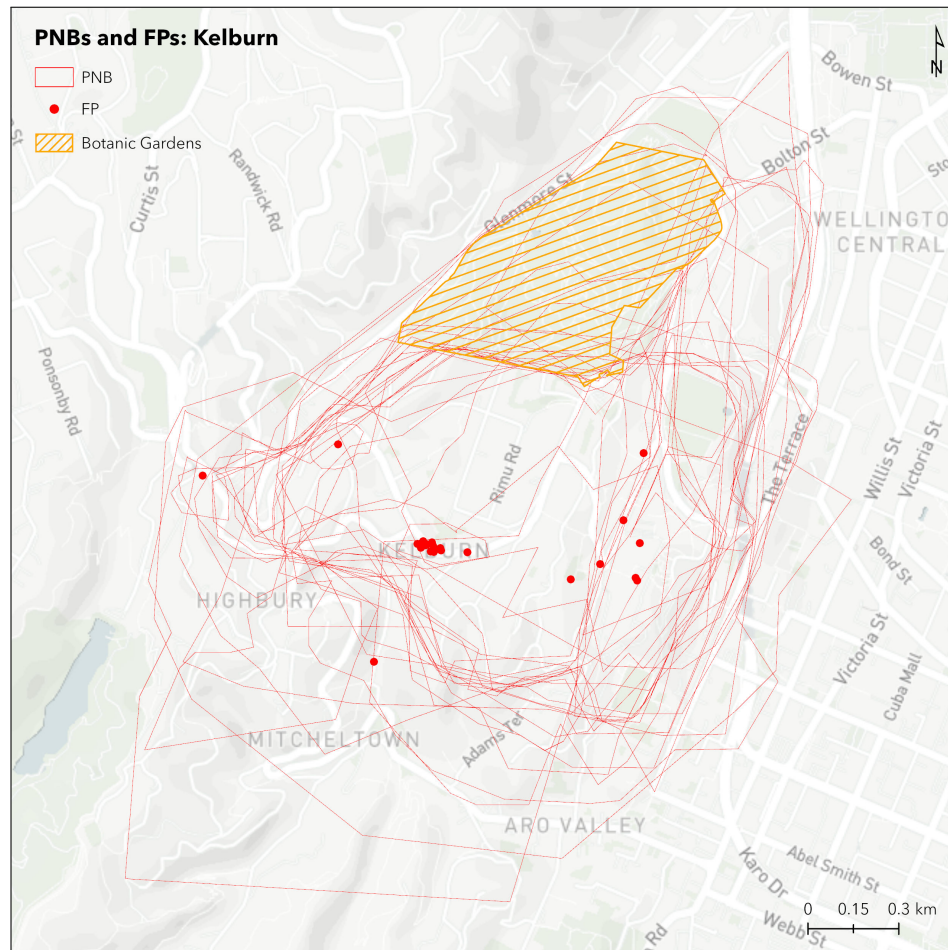 PNBs and FPs: Kelburn
PNB
FP
Botanic Gardens
N
Bowen St
Bolton St
Curtis St
Randwick Rd
Glenmore St
WELLINGTO
CENTRAL
Ponsonby Rd
Rimu Rd
The Terrace
Willis St
Victoria St
KELBURN
Bond St
HIGHBURY
Victoria St
Cuba Mall
Adams Ter
MITCHELTOWN
ARO VALLEY
Karo Dr
Abel Smith St
Webb St
Rd
0 0.15 0.3 km